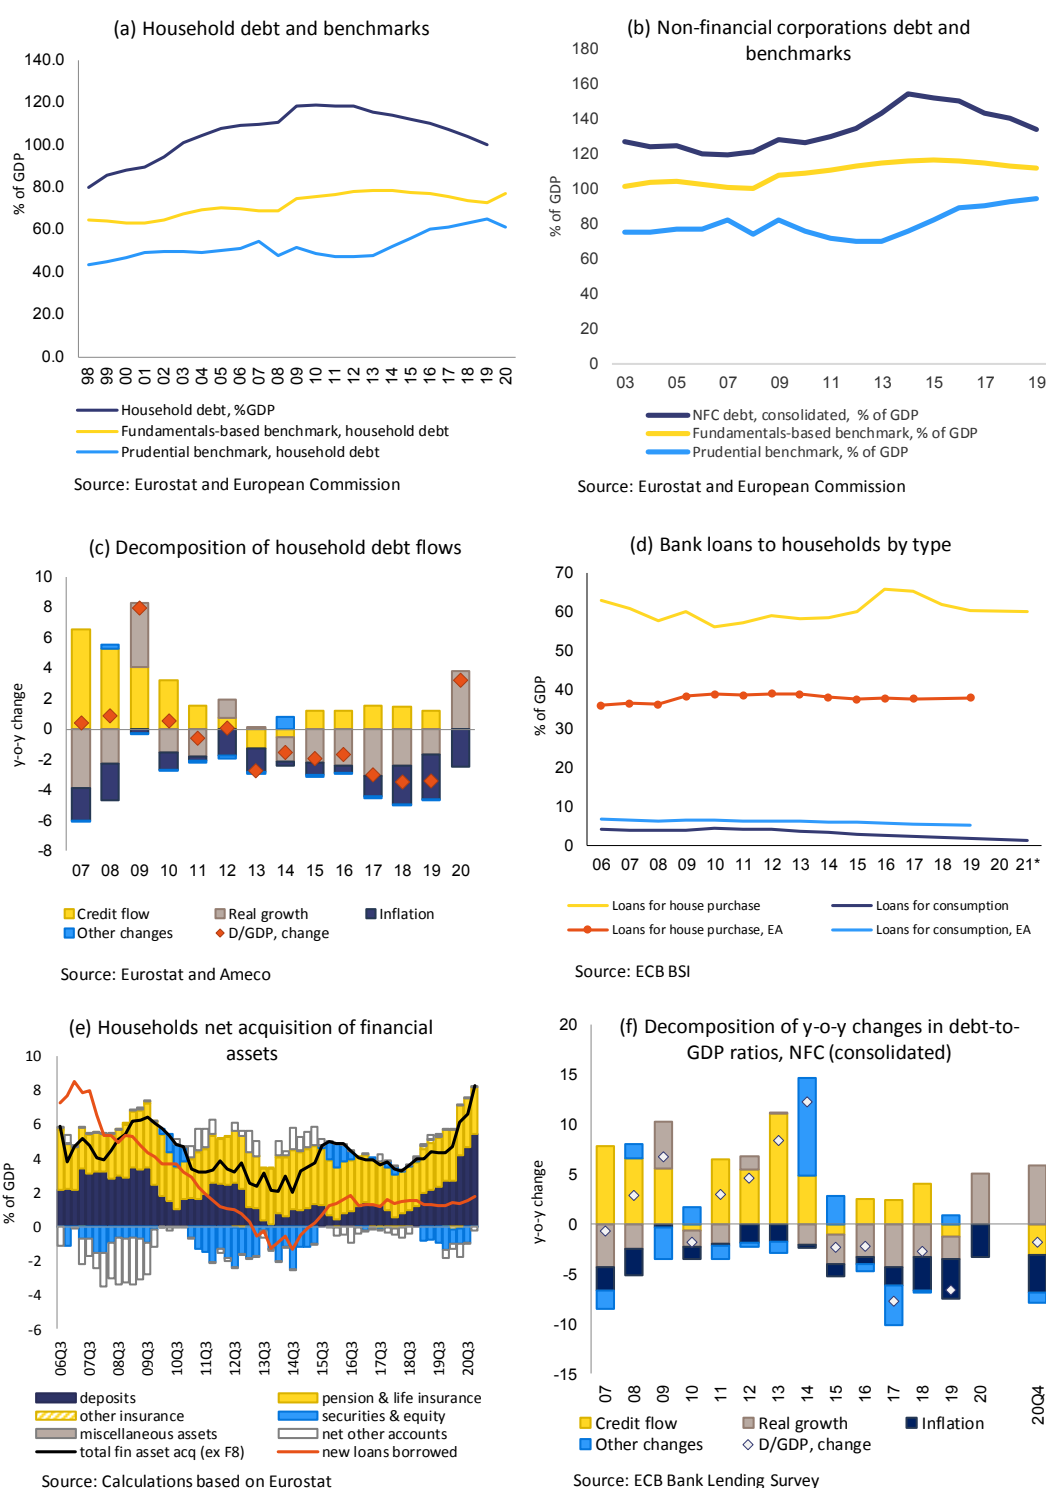 (a) Household debt and benchmarks
140.0
120.0
100.0
80.0
60.0
40.0
20.0
0.0
% of GDP
98 99 00 01 02 03 04 05 06 07 08 09 10 11 12 13 14 15 16 17 18 19 20
Household debt, %GDP
Fundamentals-based benchmark, household debt
Prudential benchmark, household debt
Source: Eurostat and European Commission
(b) Non-financial corporations debt and
benchmarks
180
160
140
120
100
80
60
40
20
0
% of GDP
03 05 07 09 11 13 15 17 19
NFC debt, consolidated, % of GDP
Fundamentals-based benchmark, % of GDP
Prudential benchmark, % of GDP
Source: Eurostat and European Commission
(c) Decomposition of household debt flows
10
8
6
4
2
0
-2
-4
-6
-8
y-o-y change
07 08 09 10 11 12 13 14 15 16 17 18 19 20
Credit flow Real growth Inflation
Other changes D/GDP, change
Source: Eurostat and Ameco
(d) Bank loans to households by type
70
60
50
40
30
20
10
0
% of GDP
06 07 08 09 10 11 12 13 14 15 16 17 18 19 20 21*
Loans for house purchase Loans for consumption
Loans for house purchase, EA Loans for consumption, EA
Source: ECB BSI
(e) Households net acquisition of financial
assets
10
8
6
4
2
0
-2
-4
-6
% of GDP
06Q3 07Q3 08Q3 09Q3 10Q3 11Q3 12Q3 13Q3 14Q3 15Q3 16Q3 17Q3 18Q3 19Q3 20Q3
deposits pension & life insurance
other insurance securities & equity
miscellaneous assets net other accounts
total fin asset acq (ex F8) new loans borrowed
Source: Calculations based on Eurostat
(f) Decomposition of y-o-y changes in debt-to-
GDP ratios, NFC (consolidated)
20
15
10
5
0
-5
-10
-15
y-o-y change
07 08 09 10 11 12 13 14 15 16 17 18 19 20 20Q4
Credit flow Real growth Inflation
Other changes D/GDP, change
Source: ECB Bank Lending Survey